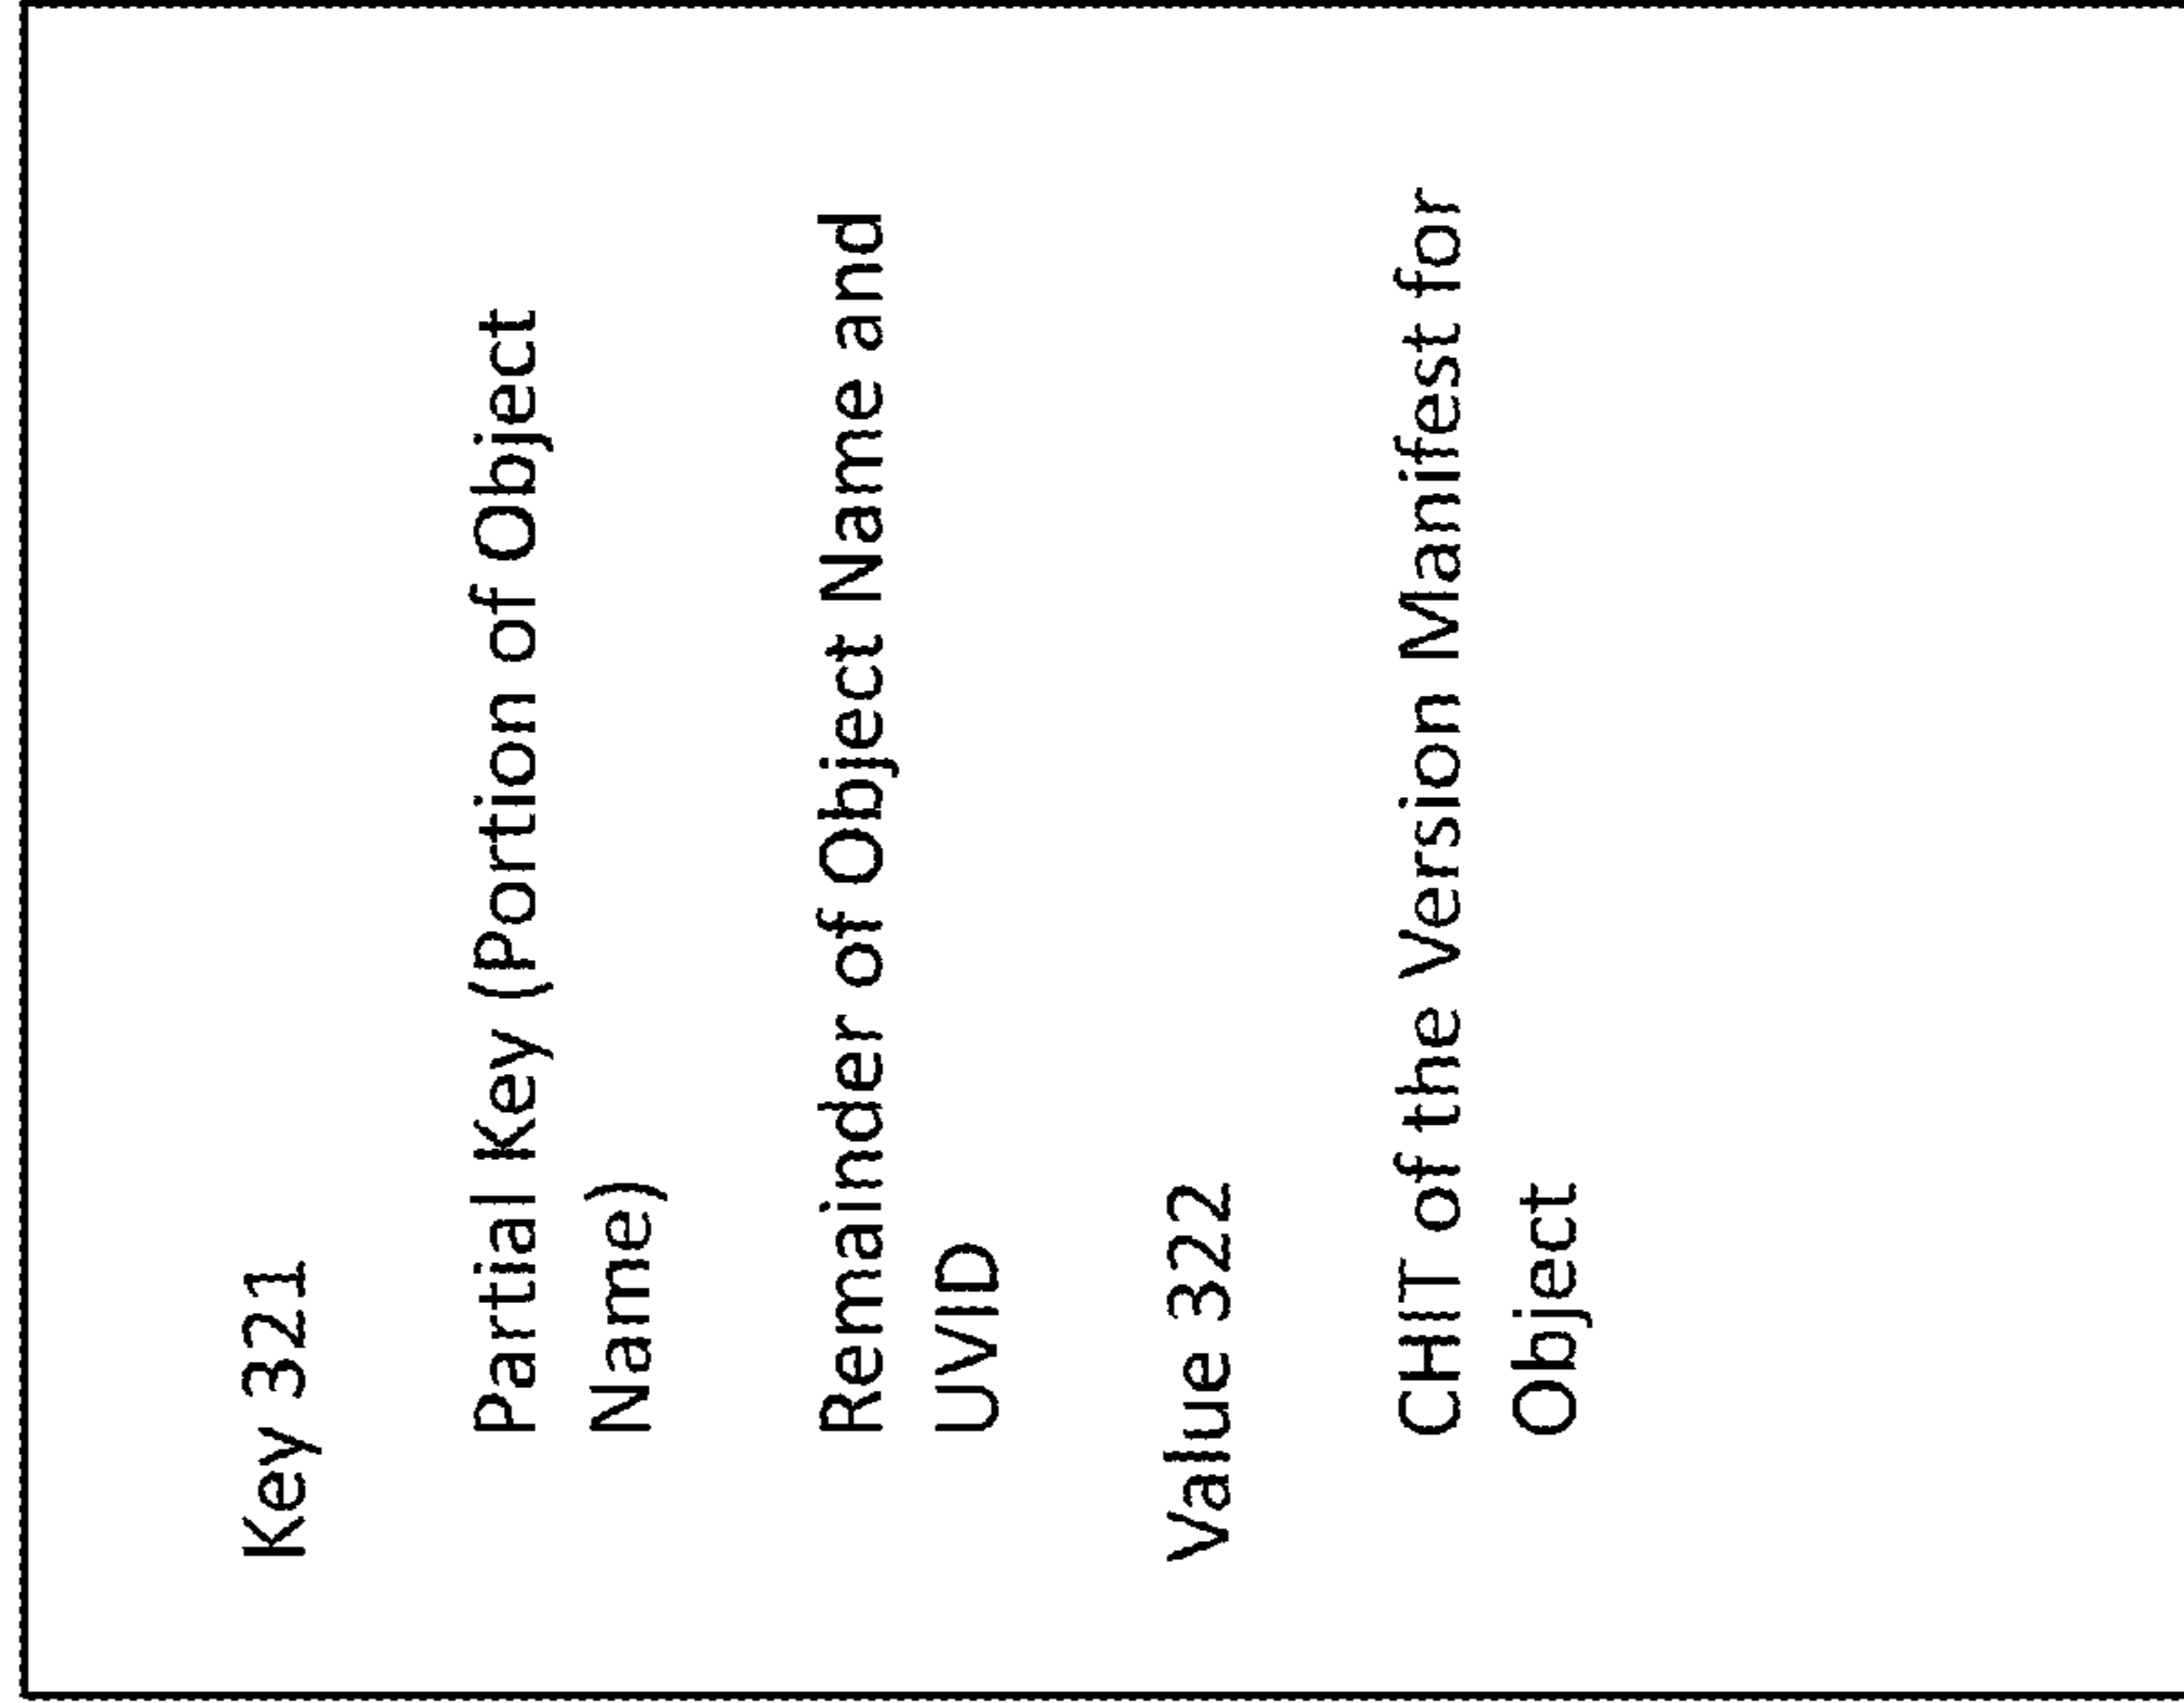 Key 321
Partial Key (Portion of Object
Name)
Remainder of Object Name and
UVID
Value 322
CHIT of the Version Manifest for
Object